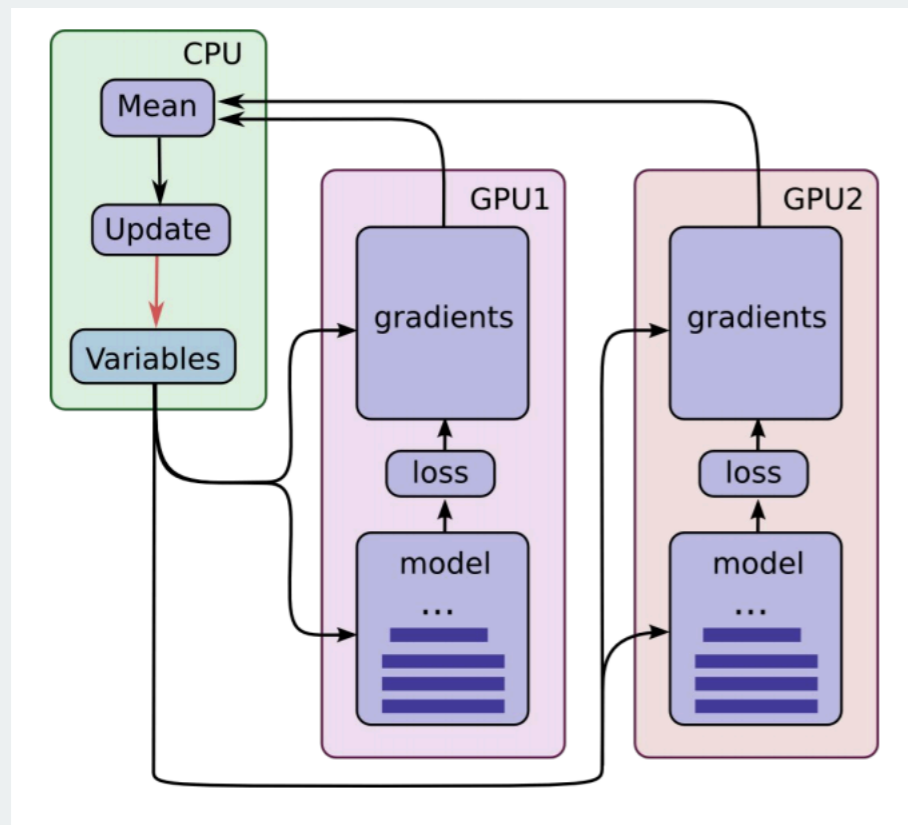 CPU
Mean
Update
Variables
GPU1
gradients
loss
model
...
GPU2
gradients
loss
model
...